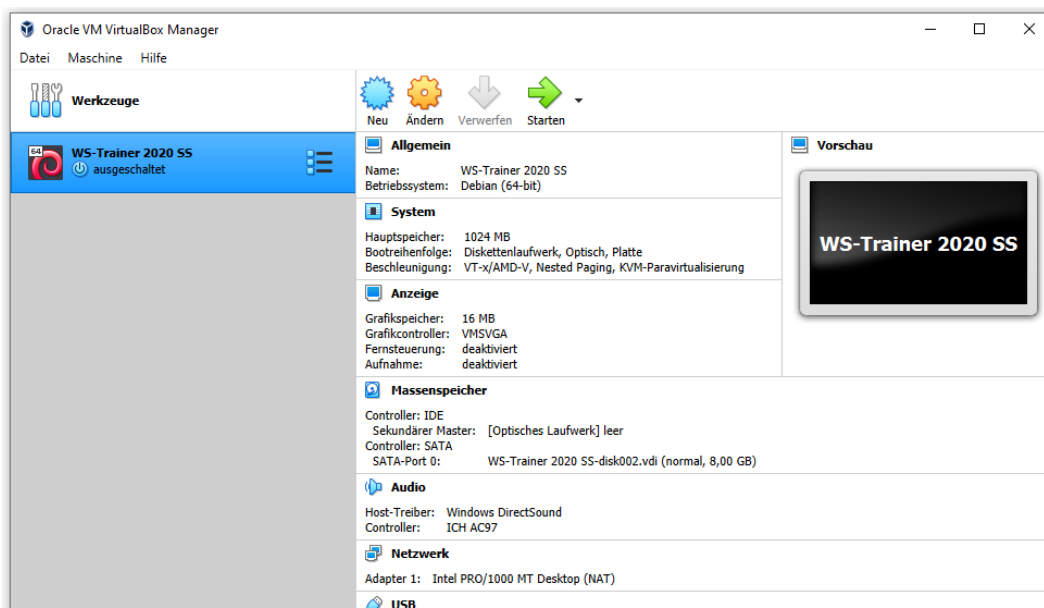 Oracle VM VirtualBox Manager
Datei Maschine Hilfe
Werkzeuge
Neu Ändern Verwerfen Starten
64
WS-Trainer 2020 SS
ausgeschaltet
Allgemein
Name: WS-Trainer 2020 SS
Betriebssystem: Debian (64-bit)
System
Hauptspeicher: 1024 MB
Bootreihenfolge: Diskettenlaufwerk, Optisch, Platte
Beschleunigung: VT-x/AMD-V, Nested Paging, KVM-Paravirtualisierung
Anzeige
Grafikspeicher: 16 MB
Grafikcontroller: VMSVGA
Fernsteuerung: deaktiviert
Aufnahme: deaktiviert
Vorschau
WS-Trainer 2020 SS
Massenspeicher
Controller: IDE
Sekundärer Master: [Optisches Laufwerk] leer
Controller: SATA
SATA-Port 0: WS-Trainer 2020 SS-disk002.vdi (normal, 8,00 GB)
Audio
Host-Treiber: Windows DirectSound
Controller: ICH AC97
Netzwerk
Adapter 1: Intel PRO/1000 MT Desktop (NAT)
USB